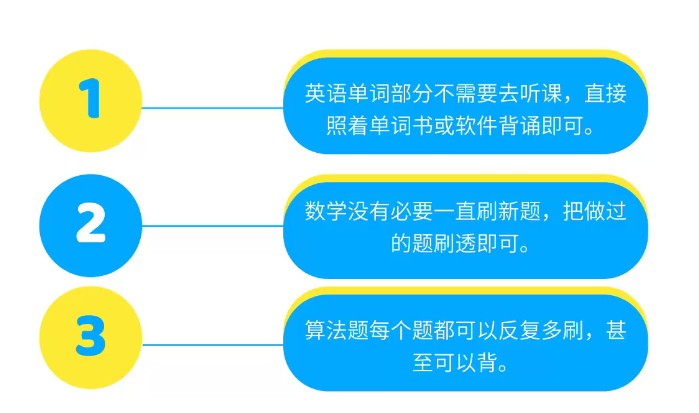 1
英语单词部分不需要去听课，直接
照着单词书或软件背诵即可。
2
数学没有必要一直刷新题，把做过
的题刷透即可。
3
算法题每个题都可以反复多刷，甚
至可以背。